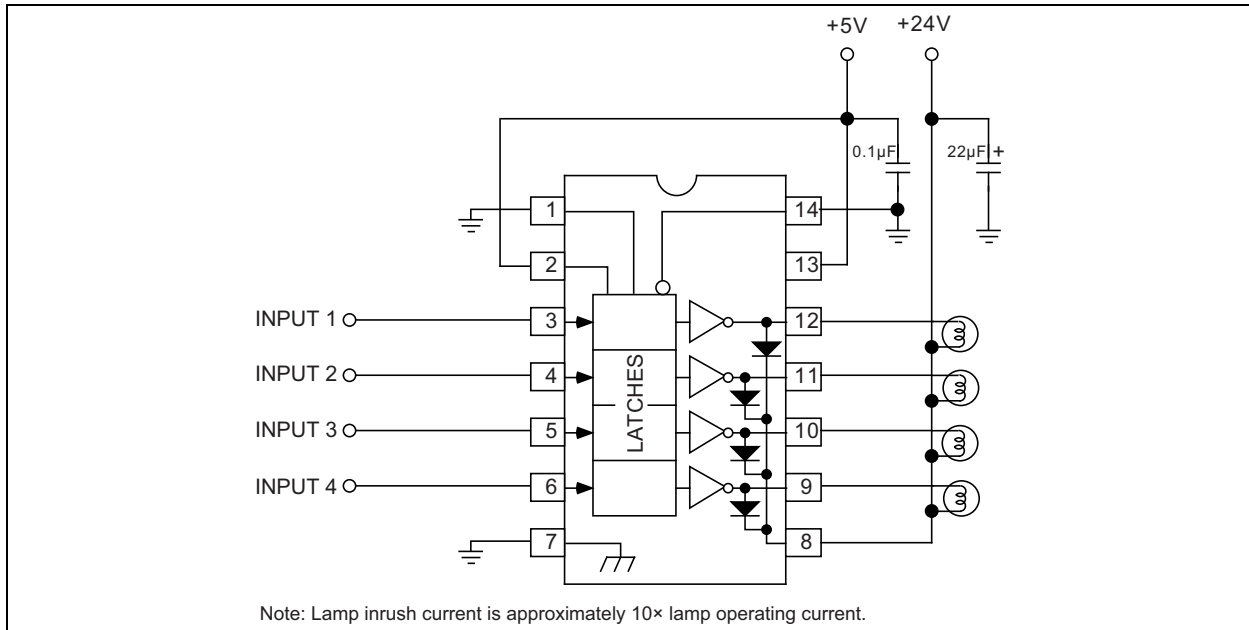 +5V +24V
0.1µF 22µF +
1 14
2 13
INPUT 1 3 12
INPUT 2 4 11
INPUT 3 5 10
INPUT 4 6 9
LATCHES
7 8
Note: Lamp inrush current is approximately 10× lamp operating current.